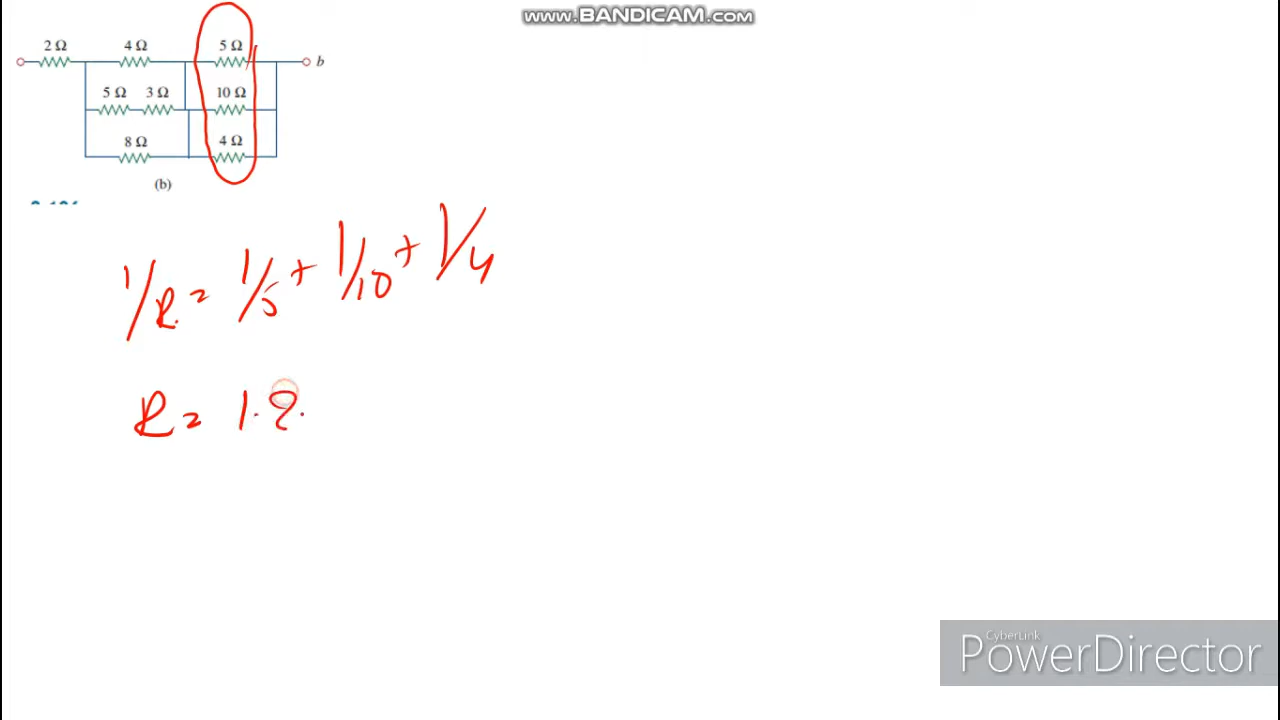 www.BANDICAM.com
2 Ω 4 Ω 5 Ω
b
5 Ω 3 Ω 10 Ω
8 Ω 4 Ω
(b)
1/R = 1/5 + 1/10 + 1/4
R = 1.8
CyberLink
PowerDirector